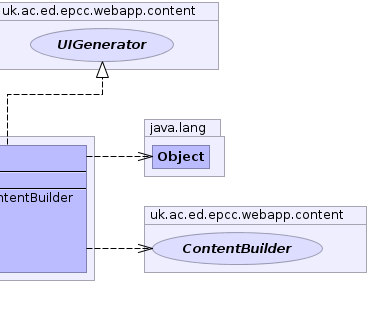 uk.ac.ed.epcc.webapp.content
UIGenerator
java.lang
Object
ntentBuilder
uk.ac.ed.epcc.webapp.content
ContentBuilder